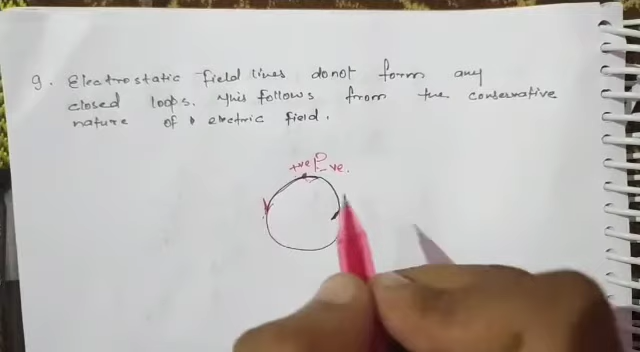 9. Electrostatic field lines donot form any
closed loops. This follows from the conservative
nature of electric field.
P
+ve -ve.